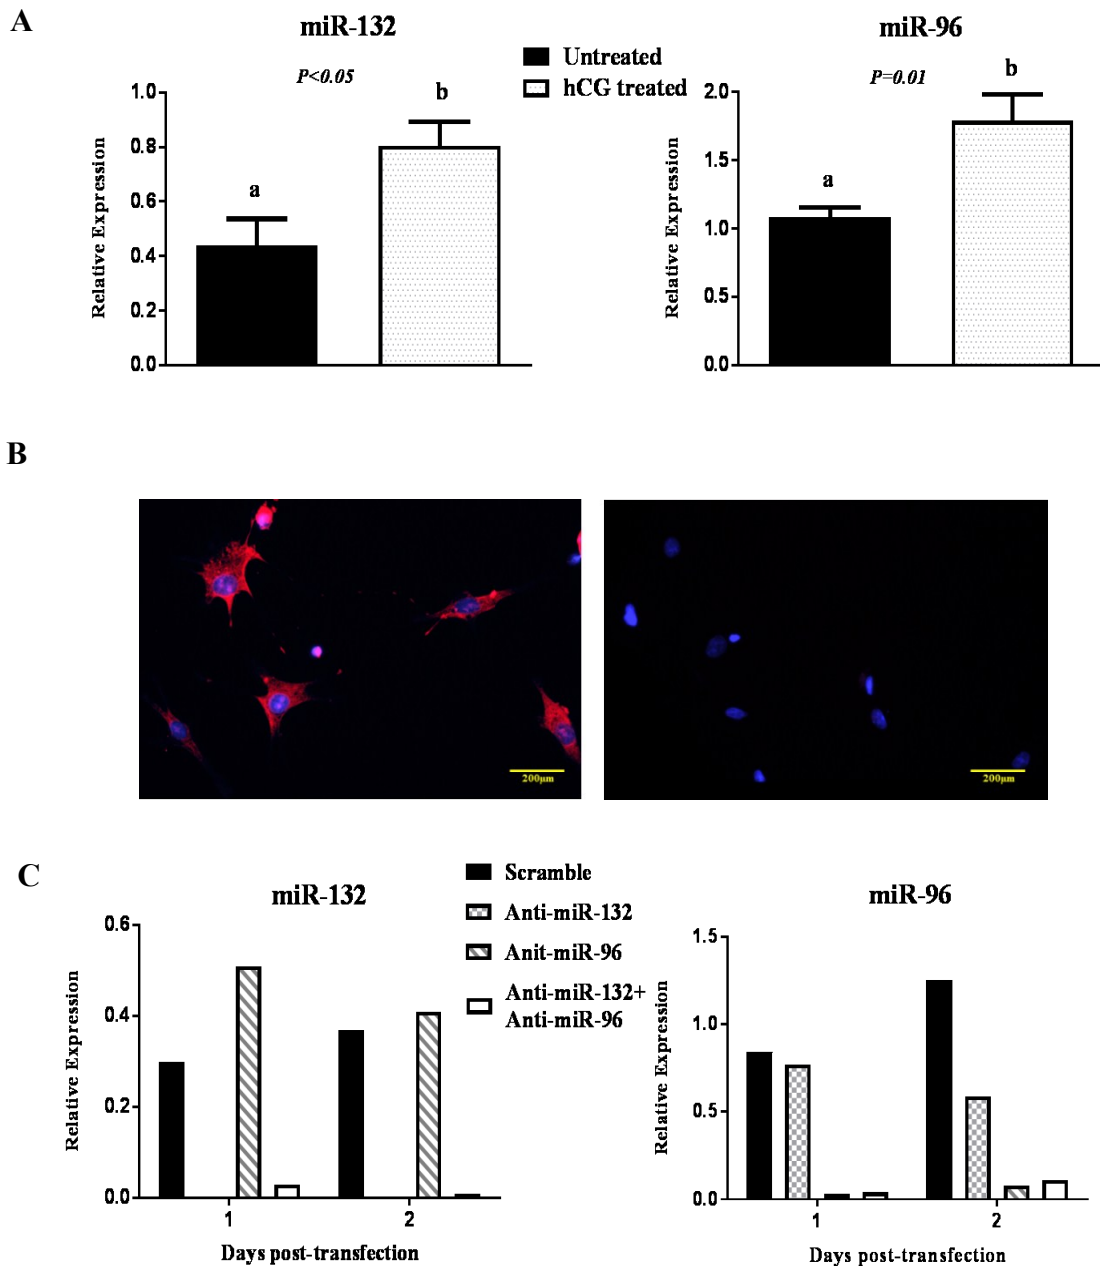 A
miR-132
P<0.05
Untreated
hCG treated
Relative Expression
1.0
0.8
0.6
0.4
0.2
0.0
a
b
miR-96
P=0.01
Relative Expression
2.0
1.5
1.0
0.5
0.0
a
b
B
200µm
200µm
C
miR-132
Scramble
Anti-miR-132
Anit-miR-96
Anti-miR-132+
Anti-miR-96
Relative Expression
0.6
0.4
0.2
0.0
1
2
Days post-transfection
miR-96
Relative Expression
1.5
1.0
0.5
0.0
1
2
Days post-transfection